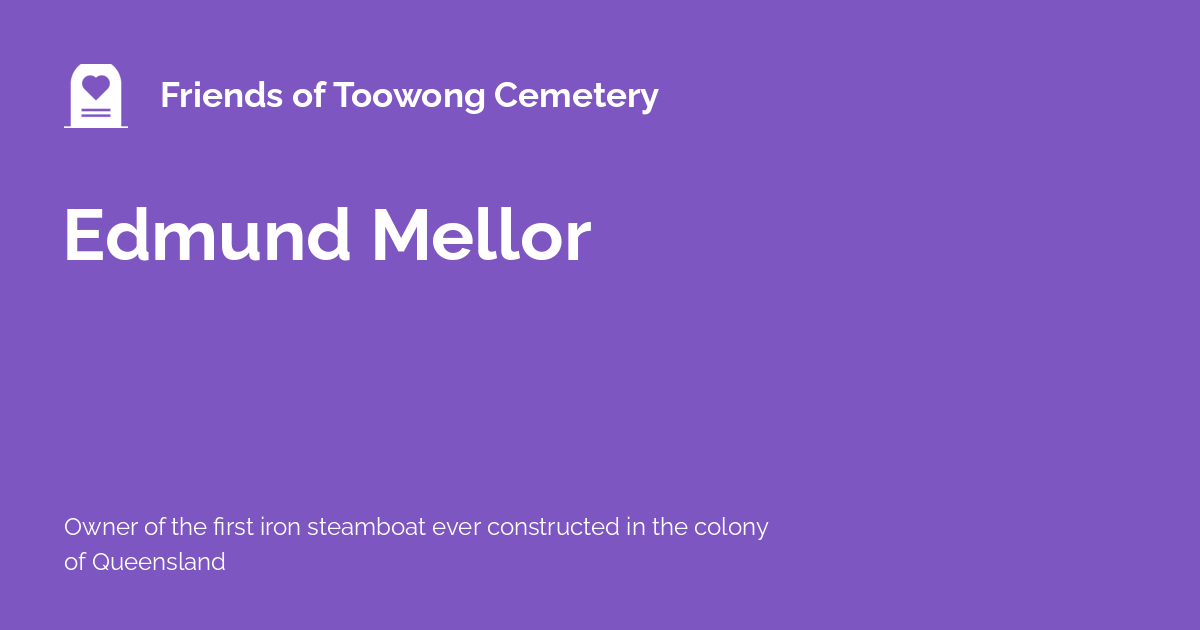 Friends of Toowong Cemetery
Edmund Mellor
Owner of the first iron steamboat ever constructed in the colony
of Queensland